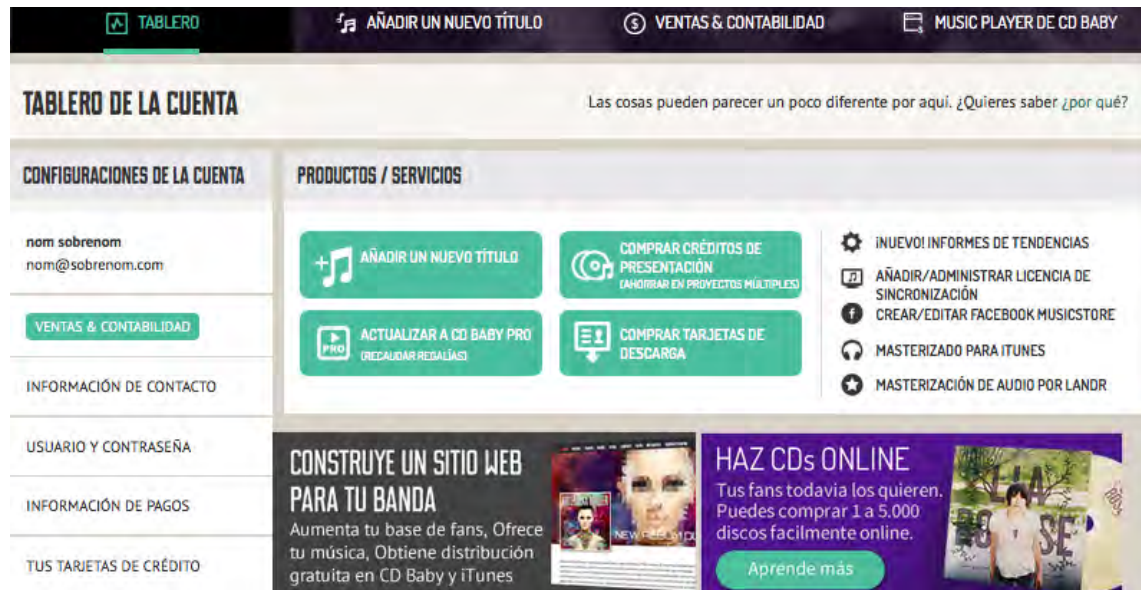 TABLERO
AÑADIR UN NUEVO TÍTULO
VENTAS & CONTABILIDAD
MUSIC PLAYER DE CD BABY
TABLERO DE LA CUENTA
Las cosas pueden parecer un poco diferente por aquí. ¿Quieres saber ¿por qué?
CONFIGURACIONES DE LA CUENTA
nom sobrenom
nom@sobrenom.com
VENTAS & CONTABILIDAD
INFORMACIÓN DE CONTACTO
USUARIO Y CONTRASEÑA
INFORMACIÓN DE PAGOS
TUS TARJETAS DE CRÉDITO
PRODUCTOS / SERVICIOS
AÑADIR UN NUEVO TÍTULO
COMPRAR CRÉDITOS DE
PRESENTACIÓN
(AHORRAR EN PROYECTOS MÚLTIPLES)
PRO
ACTUALIZAR A CD BABY PRO
(RECAUDAR REGALÍAS)
COMPRAR TARJETAS DE
DESCARGA
¡NUEVO! INFORMES DE TENDENCIAS
AÑADIR/ADMINISTRAR LICENCIA DE
SINCRONIZACIÓN
CREAR/EDITAR FACEBOOK MUSICSTORE
MASTERIZADO PARA ITUNES
MASTERIZACIÓN DE AUDIO POR LANDR
CONSTRUYE UN SITIO WEB
PARA TU BANDA
Aumenta tu base de fans, Ofrece
tu música, Obtiene distribución
gratuita en CD Baby y iTunes
HAZ CDs ONLINE
Tus fans todavia los quieren.
Puedes comprar 1 a 5.000
discos facilmente online.
Aprende más